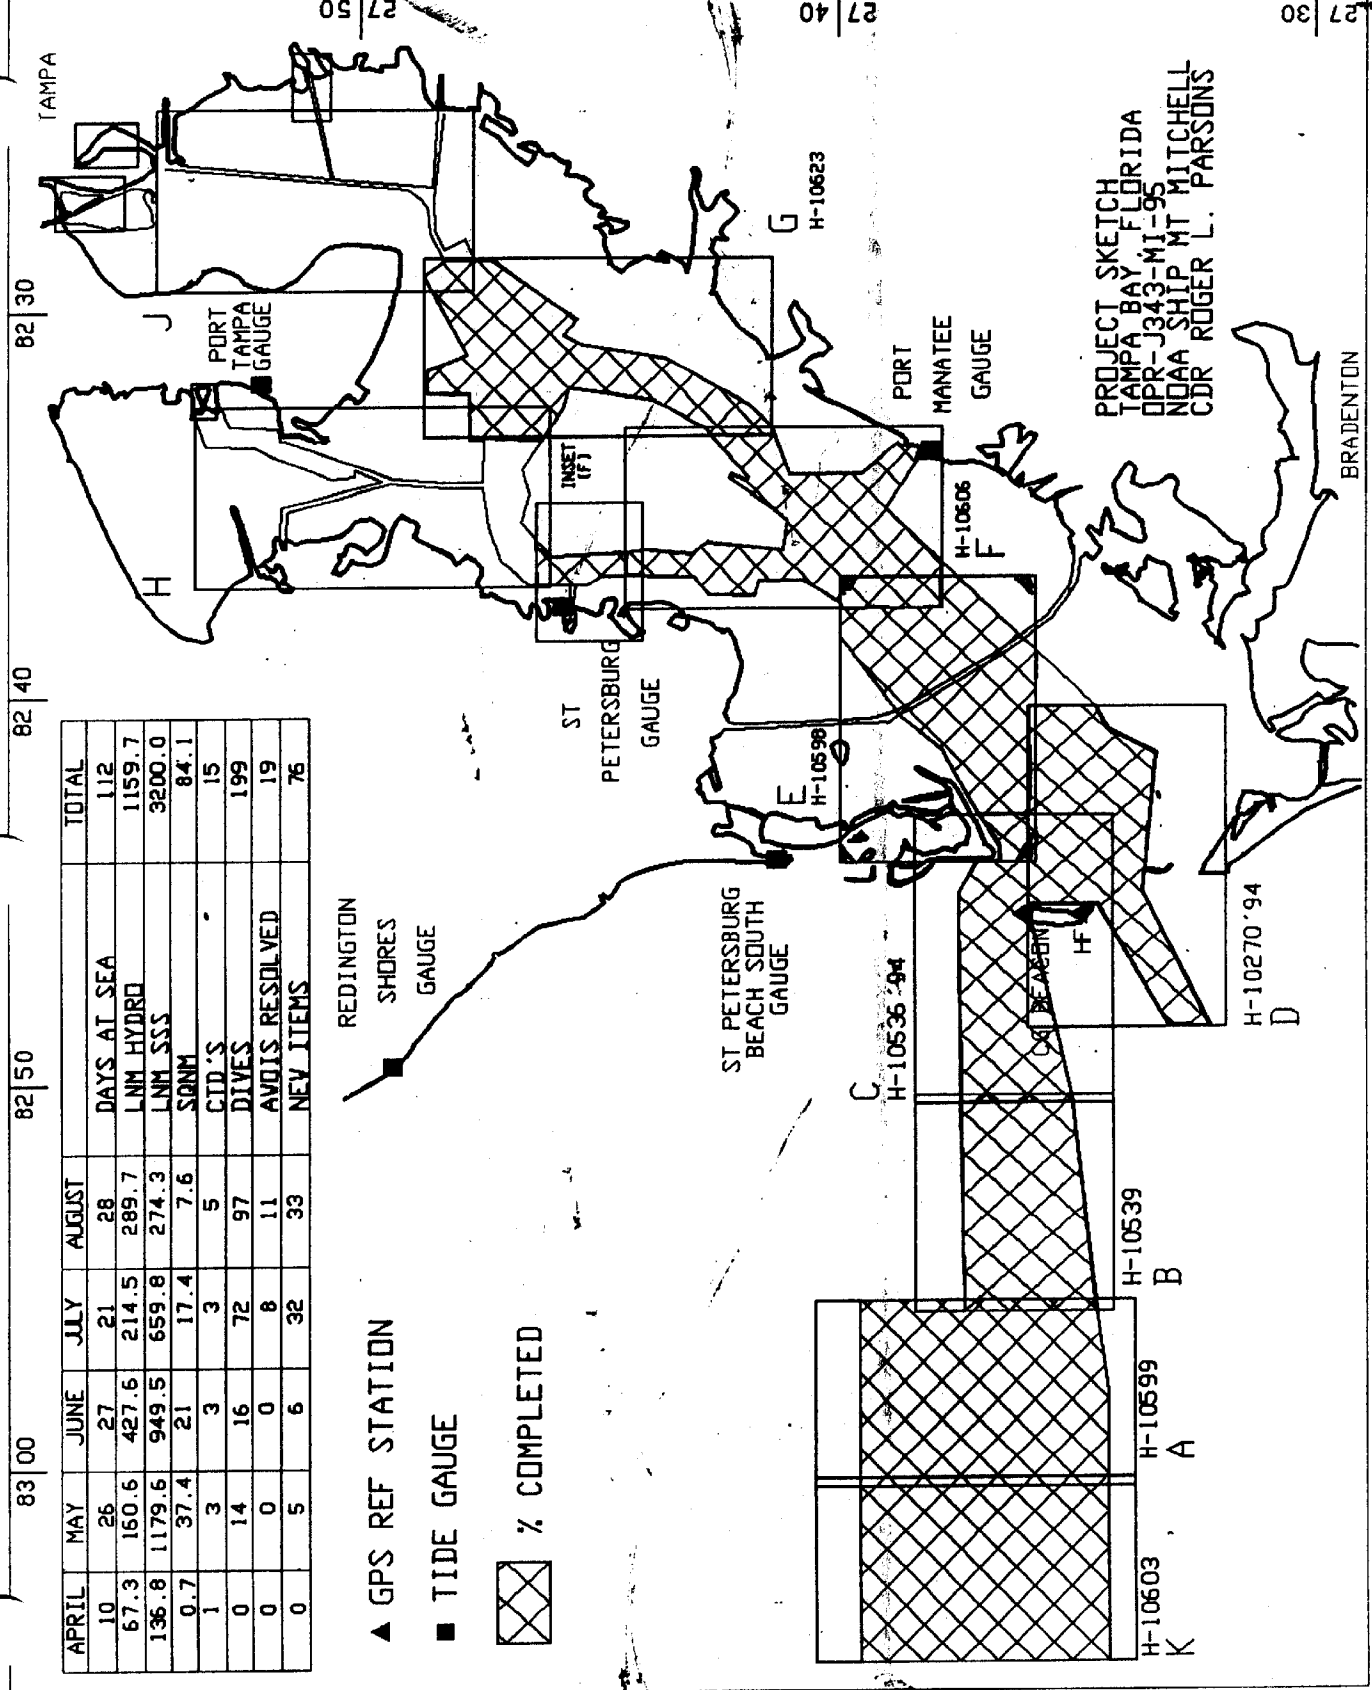 APRIL MAY JUNE JULY AUGUST TOTAL
10 26 27 21 28 DAYS AT SEA 112
67.3 160.6 427.6 214.5 289.7 LNM HYDRO 1159.7
136.8 1179.6 949.5 659.8 274.3 LNM SSS 3200.0
0.7 37.4 21 17.4 7.6 SQNM 84.1
1 3 3 3 5 CTD'S 15
0 14 16 72 97 DIVES 199
0 0 0 8 11 AWOIS RESOLVED 19
0 5 6 32 33 NEW ITEMS 76
GPS REF STATION
TIDE GAUGE
% COMPLETED
83 00
82 50
82 40
82 30
27 50
27 40
27 30
TAMPA
J
PORT
TAMPA
GAUGE
H
REDINGTON
SHORES
GAUGE
ST
PETERSBURG
GAUGE
INSET
(F)
G
H-10623
ST PETERSBURG
BEACH SOUTH
GAUGE
E
H-10598
PORT
MANATEE
GAUGE
H-10606
F
C
H-10536 '94
CGI BEACON
HF
H-10270 '94
D
H-10539
B
H-10599
A
H-10603
K
BRADENTON
PROJECT SKETCH
TAMPA BAY, FLORIDA
OPR-J343-MI-95
NOAA SHIP MT MITCHELL
CDR ROGER L. PARSONS